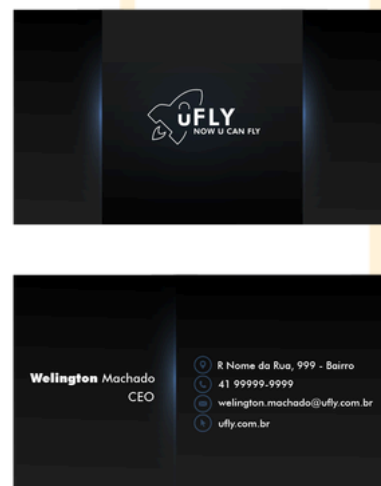 uFLY
NOW U CAN FLY
Welington Machado
CEO
R Nome da Rua, 999 - Bairro
41 99999-9999
welington.machado@ufly.com.br
ufly.com.br